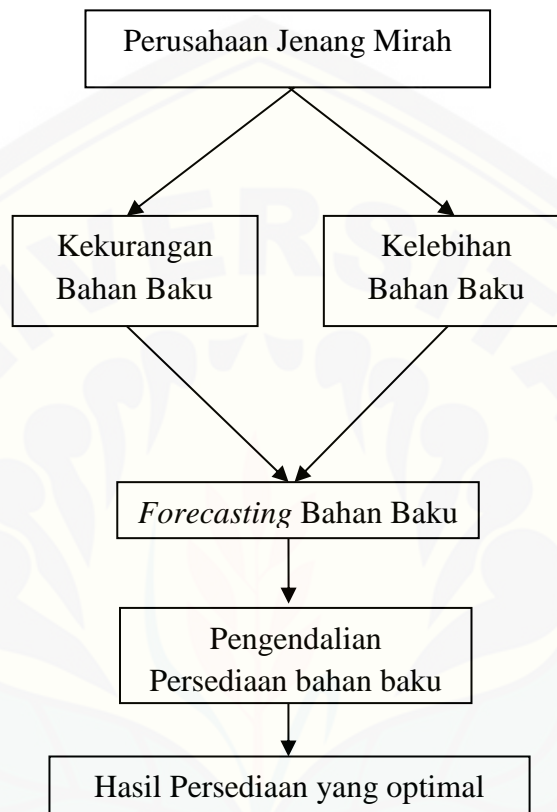 Perusahaan Jenang Mirah
Kekurangan
Bahan Baku
Kelebihan
Bahan Baku
Forecasting Bahan Baku
Pengendalian
Persediaan bahan baku
Hasil Persediaan yang optimal